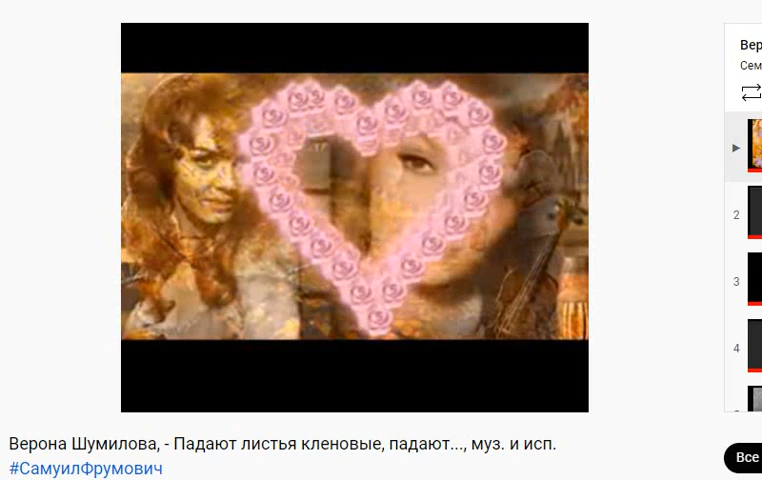 Вер
Сем
2
3
4
Верона Шумилова, - Падают листья кленовые, падают..., муз. и исп.
#СамуилФрумович
Все